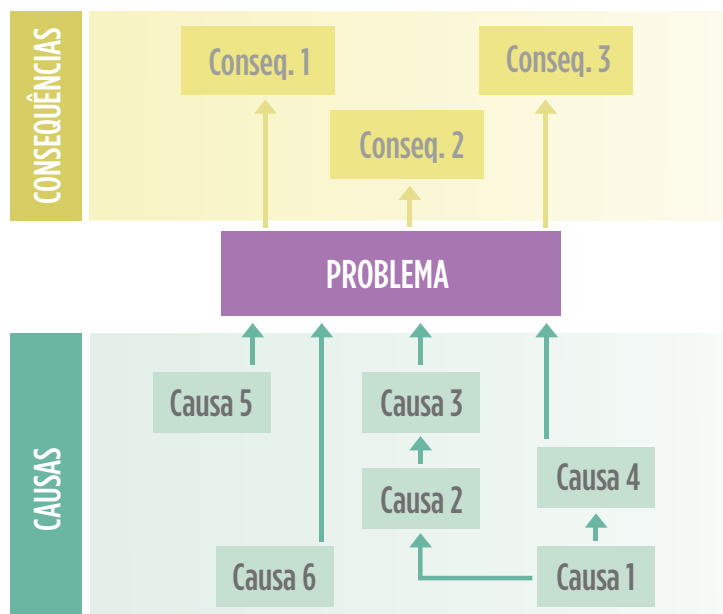 CONSEQUÊNCIAS
Conseq. 1
Conseq. 3
Conseq. 2
PROBLEMA
CAUSAS
Causa 5
Causa 3
Causa 4
Causa 2
Causa 6
Causa 1